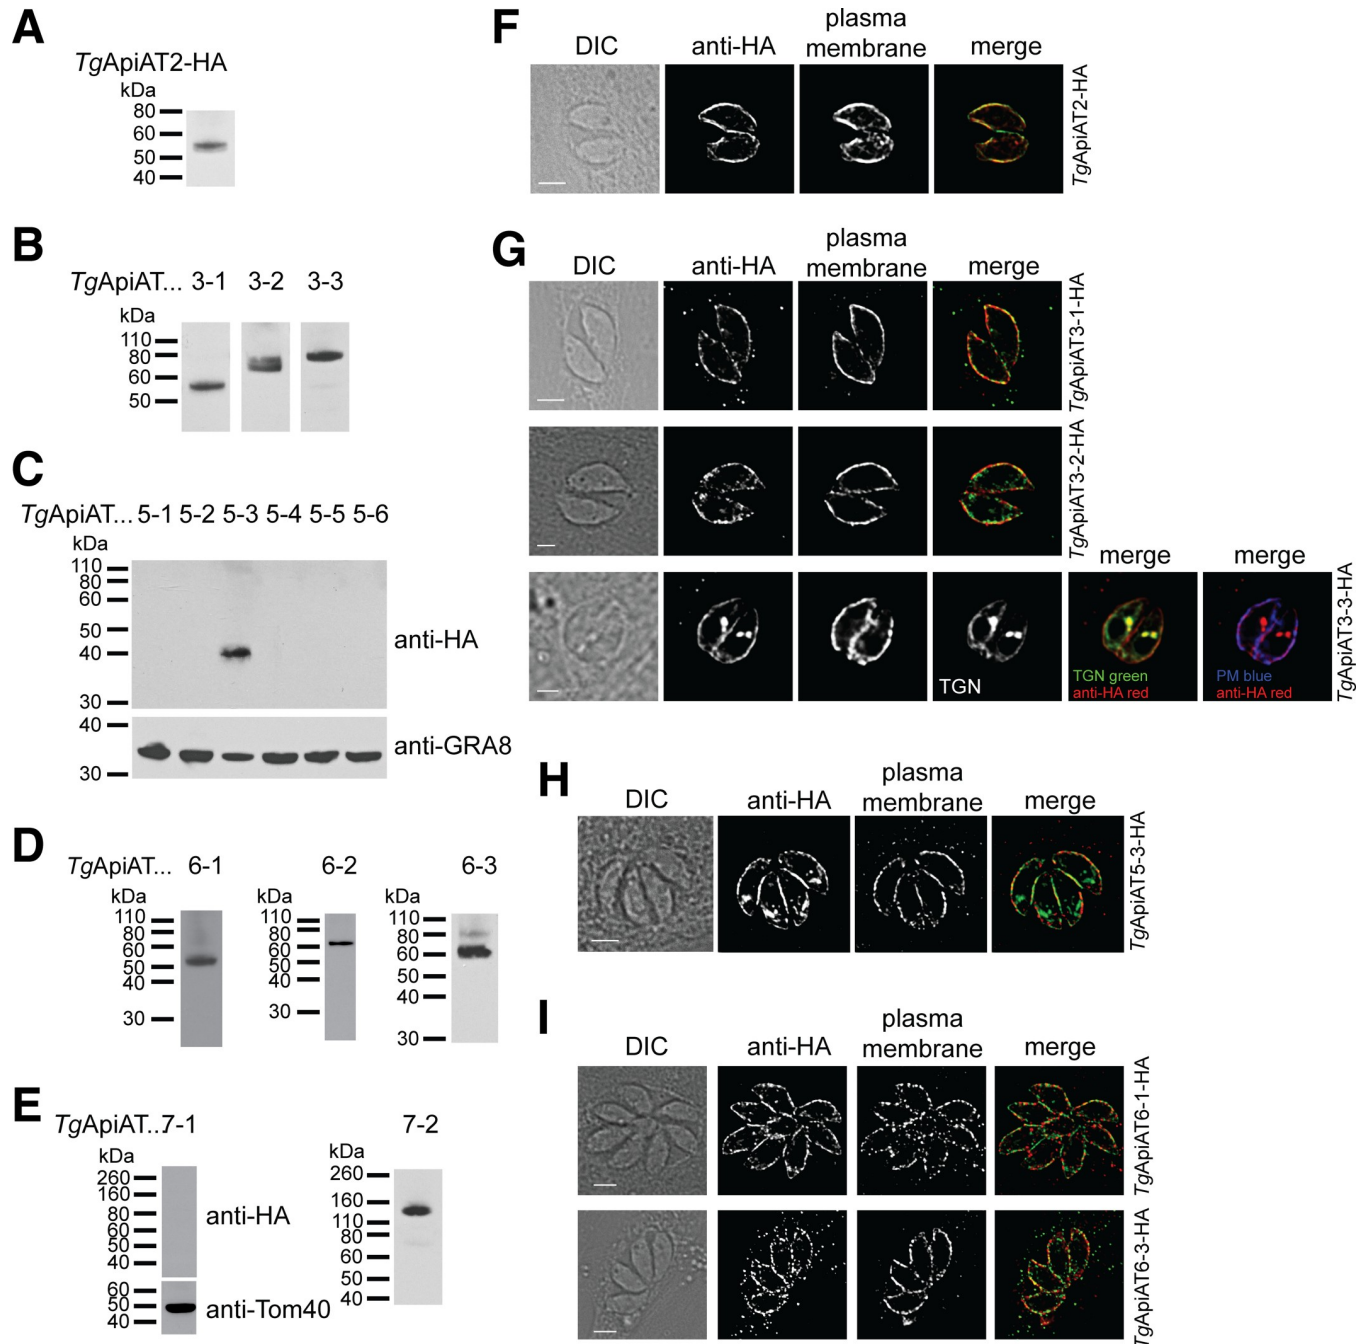 A
TgApiAT2-HA
kDa
80
60
50
40
B
TgApiAT... 3-1 3-2 3-3
kDa
110
80
60
50
C
TgApiAT... 5-1 5-2 5-3 5-4 5-5 5-6
kDa
110
80
60
50
40
30
anti-HA
40
30
anti-GRA8
D
TgApiAT... 6-1 6-2 6-3
kDa
110
80
60
50
40
30
kDa
110
80
60
50
40
30
kDa
110
80
60
50
40
30
E
TgApiAT...7-1 7-2
kDa
260
160
80
60
50
40
anti-HA
60
50
40
anti-Tom40
kDa
260
160
110
80
60
50
40
F
DIC anti-HA plasma membrane merge
TgApiAT2-HA
G
DIC anti-HA plasma membrane merge
TgApiAT3-1-HA
TgApiAT3-2-HA
merge merge
TGN
TGN green
anti-HA red
PM blue
anti-HA red
TgApiAT3-3-HA
H
DIC anti-HA plasma membrane merge
TgApiAT5-3-HA
I
DIC anti-HA plasma membrane merge
TgApiAT6-1-HA
TgApiAT6-3-HA